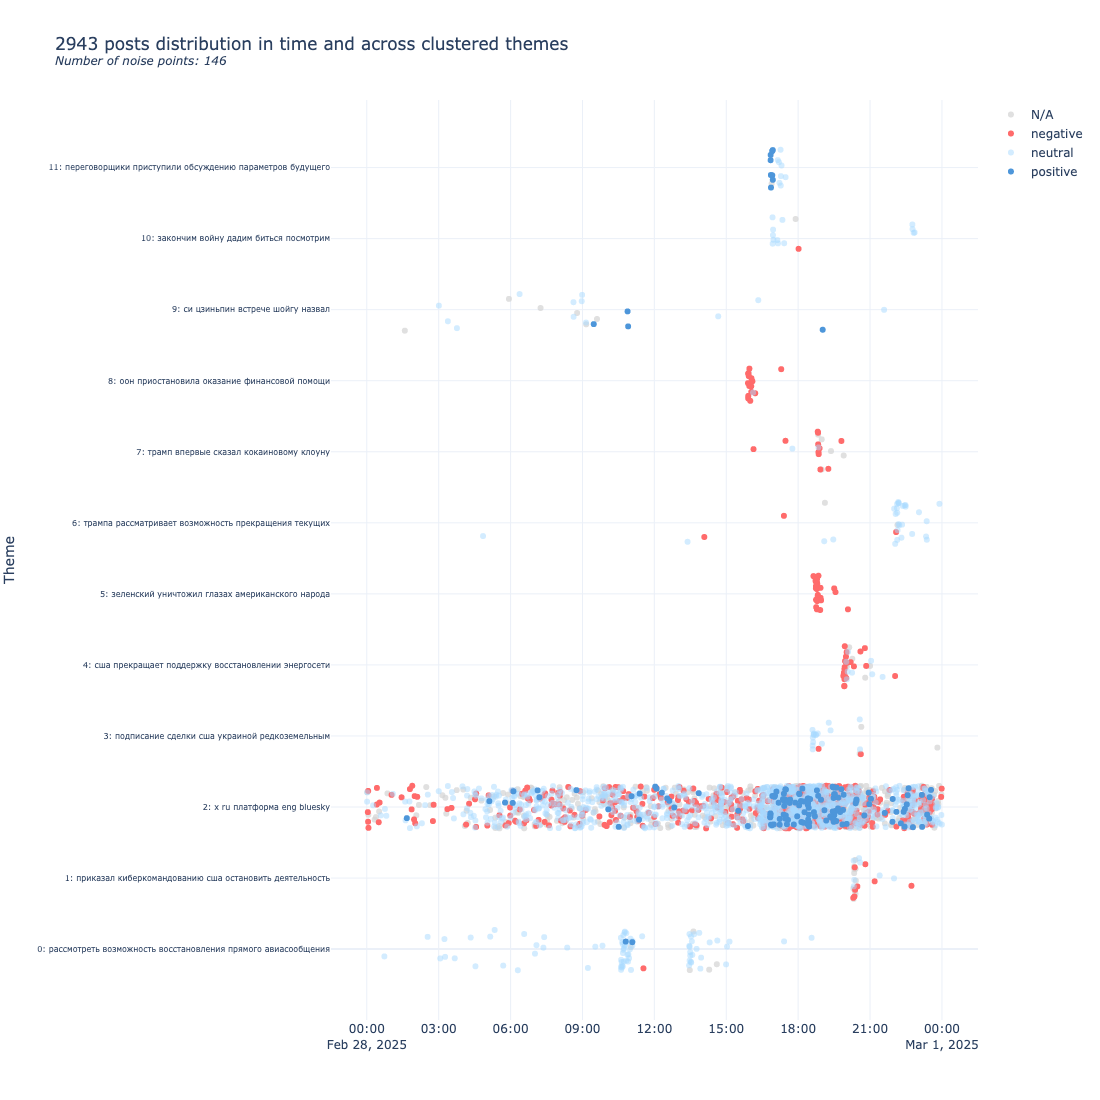 2943 posts distribution in time and across clustered themes
Number of noise points: 146
N/A
negative
neutral
positive
Theme
11: переговорщики приступили обсуждению параметров будущего
10: закончим войну дадим биться посмотрим
9: си цзиньпин встрече шойгу назвал
8: оон приостановила оказание финансовой помощи
7: трамп впервые сказал кокаиновому клоуну
6: трампа рассматривает возможность прекращения текущих
5: зеленский уничтожил глазах американского народа
4: сша прекращает поддержку восстановлении энергосети
3: подписание сделки сша украиной редкоземельным
2: x ru платформа eng bluesky
1: приказал киберкомандованию сша остановить деятельность
0: рассмотреть возможность восстановления прямого авиасообщения
00:00 03:00 06:00 09:00 12:00 15:00 18:00 21:00 00:00
Feb 28, 2025 Mar 1, 2025